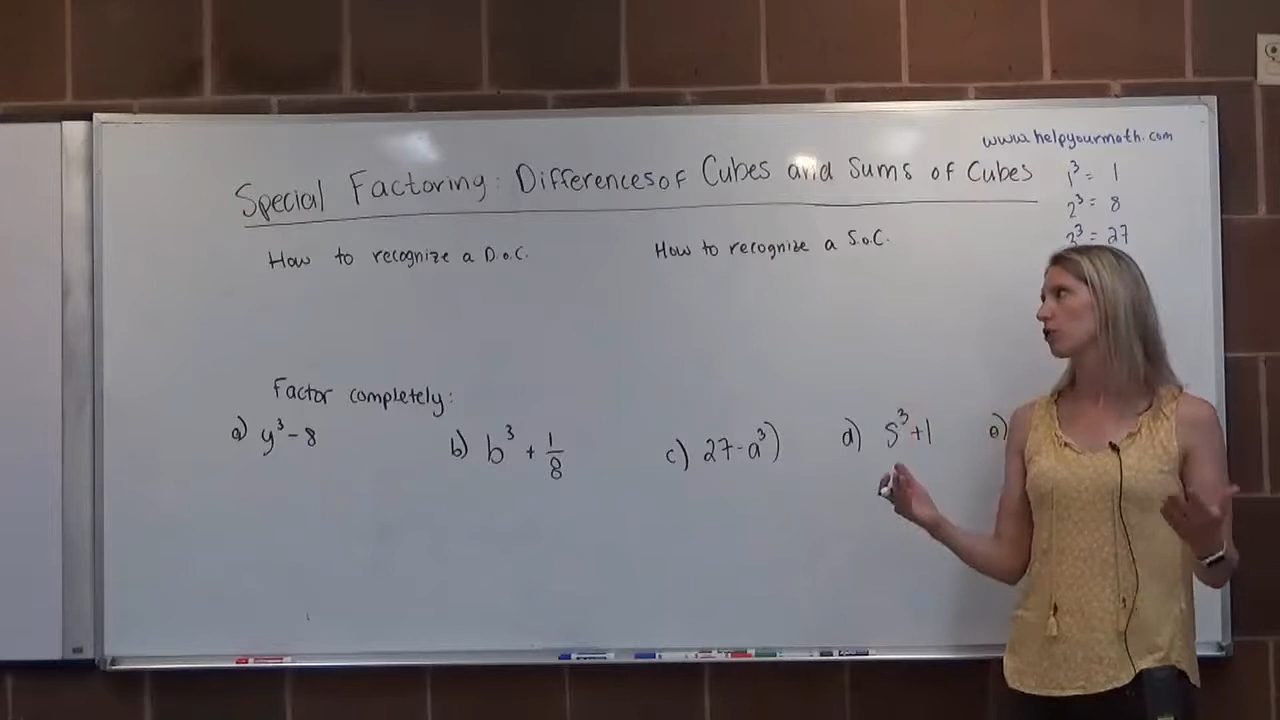 www.helpyourmath.com
Special Factoring: Differences of Cubes and Sums of Cubes
1³ = 1
2³ = 8
3³ = 27
How to recognize a D.o.C.
How to recognize a S.o.C.
Factor completely:
a) y³ - 8
b) b³ + 1/8
c) 27 - a³)
d) s³ + 1
e)